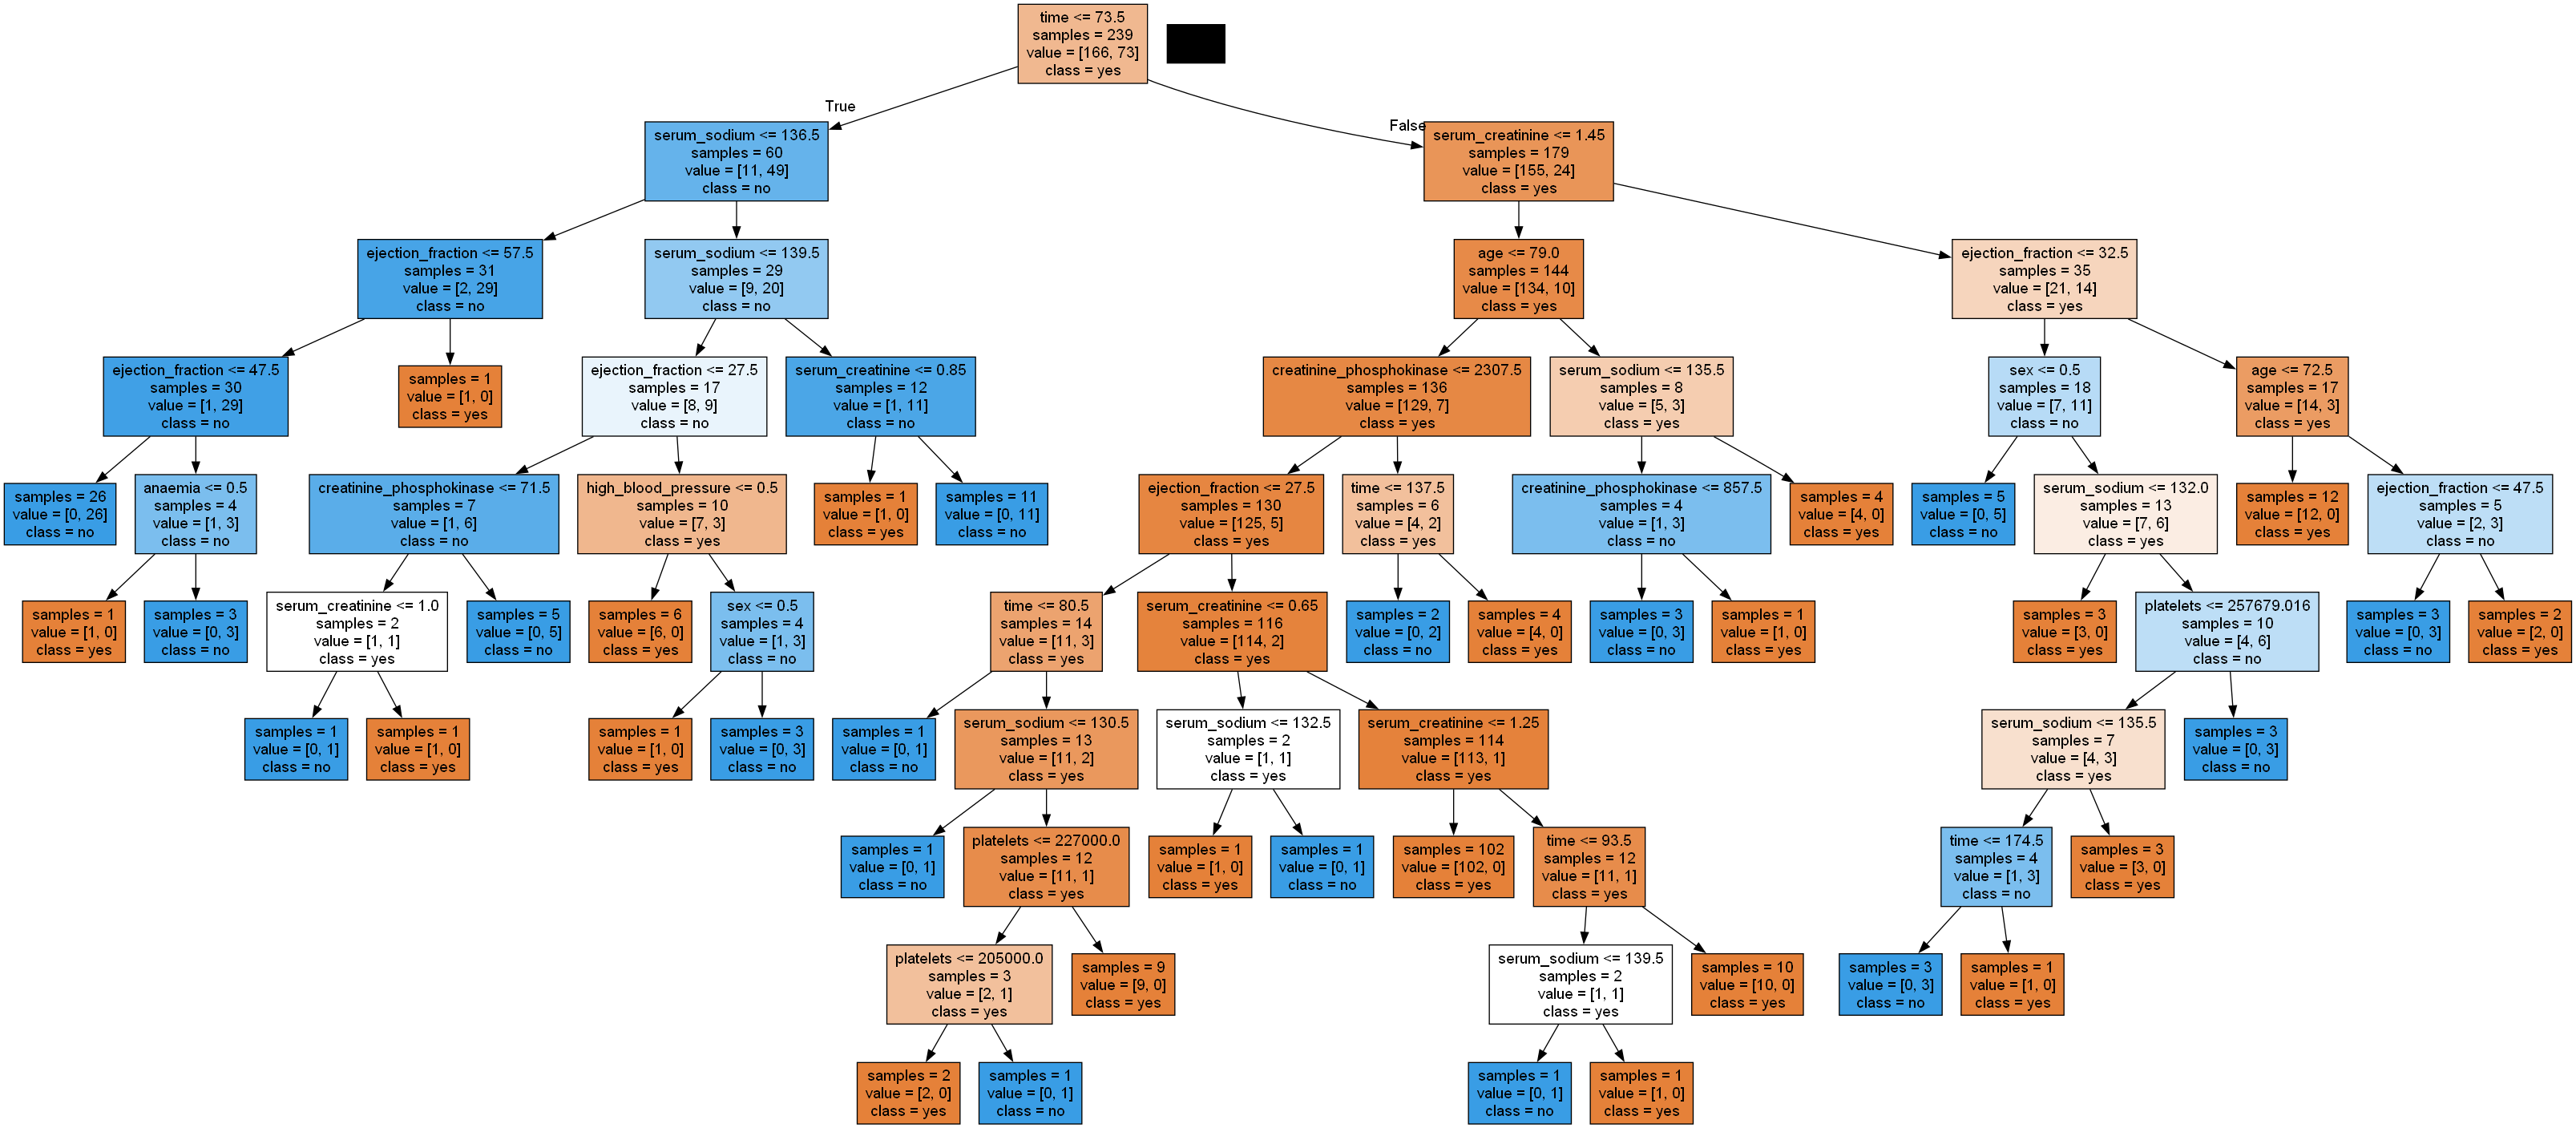 time <= 73.5
samples = 239
value = [166, 73]
class = yes
True
False
serum_sodium <= 136.5
samples = 60
value = [11, 49]
class = no
serum_creatinine <= 1.45
samples = 179
value = [155, 24]
class = yes
ejection_fraction <= 57.5
samples = 31
value = [2, 29]
class = no
serum_sodium <= 139.5
samples = 29
value = [9, 20]
class = no
age <= 79.0
samples = 144
value = [134, 10]
class = yes
ejection_fraction <= 32.5
samples = 35
value = [21, 14]
class = yes
ejection_fraction <= 47.5
samples = 30
value = [1, 29]
class = no
samples = 1
value = [1, 0]
class = yes
ejection_fraction <= 27.5
samples = 17
value = [8, 9]
class = no
serum_creatinine <= 0.85
samples = 12
value = [1, 11]
class = no
creatinine_phosphokinase <= 2307.5
samples = 136
value = [129, 7]
class = yes
serum_sodium <= 135.5
samples = 8
value = [5, 3]
class = yes
sex <= 0.5
samples = 18
value = [7, 11]
class = no
age <= 72.5
samples = 17
value = [14, 3]
class = yes
samples = 26
value = [0, 26]
class = no
anaemia <= 0.5
samples = 4
value = [1, 3]
class = no
creatinine_phosphokinase <= 71.5
samples = 7
value = [1, 6]
class = no
high_blood_pressure <= 0.5
samples = 10
value = [7, 3]
class = yes
samples = 1
value = [1, 0]
class = yes
samples = 11
value = [0, 11]
class = no
ejection_fraction <= 27.5
samples = 130
value = [125, 5]
class = yes
time <= 137.5
samples = 6
value = [4, 2]
class = yes
creatinine_phosphokinase <= 857.5
samples = 4
value = [1, 3]
class = no
samples = 4
value = [4, 0]
class = yes
samples = 5
value = [0, 5]
class = no
serum_sodium <= 132.0
samples = 13
value = [7, 6]
class = yes
samples = 12
value = [12, 0]
class = yes
ejection_fraction <= 47.5
samples = 5
value = [2, 3]
class = no
samples = 1
value = [1, 0]
class = yes
samples = 3
value = [0, 3]
class = no
serum_creatinine <= 1.0
samples = 2
value = [1, 1]
class = yes
samples = 5
value = [0, 5]
class = no
samples = 6
value = [6, 0]
class = yes
sex <= 0.5
samples = 4
value = [1, 3]
class = no
time <= 80.5
samples = 14
value = [11, 3]
class = yes
serum_creatinine <= 0.65
samples = 116
value = [114, 2]
class = yes
samples = 2
value = [0, 2]
class = no
samples = 4
value = [4, 0]
class = yes
samples = 3
value = [0, 3]
class = no
samples = 1
value = [1, 0]
class = yes
samples = 3
value = [3, 0]
class = yes
platelets <= 257679.016
samples = 10
value = [4, 6]
class = no
samples = 3
value = [0, 3]
class = no
samples = 2
value = [2, 0]
class = yes
samples = 1
value = [0, 1]
class = no
samples = 1
value = [1, 0]
class = yes
samples = 1
value = [1, 0]
class = yes
samples = 3
value = [0, 3]
class = no
samples = 1
value = [0, 1]
class = no
serum_sodium <= 130.5
samples = 13
value = [11, 2]
class = yes
serum_sodium <= 132.5
samples = 2
value = [1, 1]
class = yes
serum_creatinine <= 1.25
samples = 114
value = [113, 1]
class = yes
serum_sodium <= 135.5
samples = 7
value = [4, 3]
class = yes
samples = 3
value = [0, 3]
class = no
samples = 1
value = [0, 1]
class = no
platelets <= 227000.0
samples = 12
value = [11, 1]
class = yes
samples = 1
value = [1, 0]
class = yes
samples = 1
value = [0, 1]
class = no
samples = 102
value = [102, 0]
class = yes
time <= 93.5
samples = 12
value = [11, 1]
class = yes
time <= 174.5
samples = 4
value = [1, 3]
class = no
samples = 3
value = [3, 0]
class = yes
platelets <= 205000.0
samples = 3
value = [2, 1]
class = yes
samples = 9
value = [9, 0]
class = yes
serum_sodium <= 139.5
samples = 2
value = [1, 1]
class = yes
samples = 10
value = [10, 0]
class = yes
samples = 3
value = [0, 3]
class = no
samples = 1
value = [1, 0]
class = yes
samples = 2
value = [2, 0]
class = yes
samples = 1
value = [0, 1]
class = no
samples = 1
value = [0, 1]
class = no
samples = 1
value = [1, 0]
class = yes